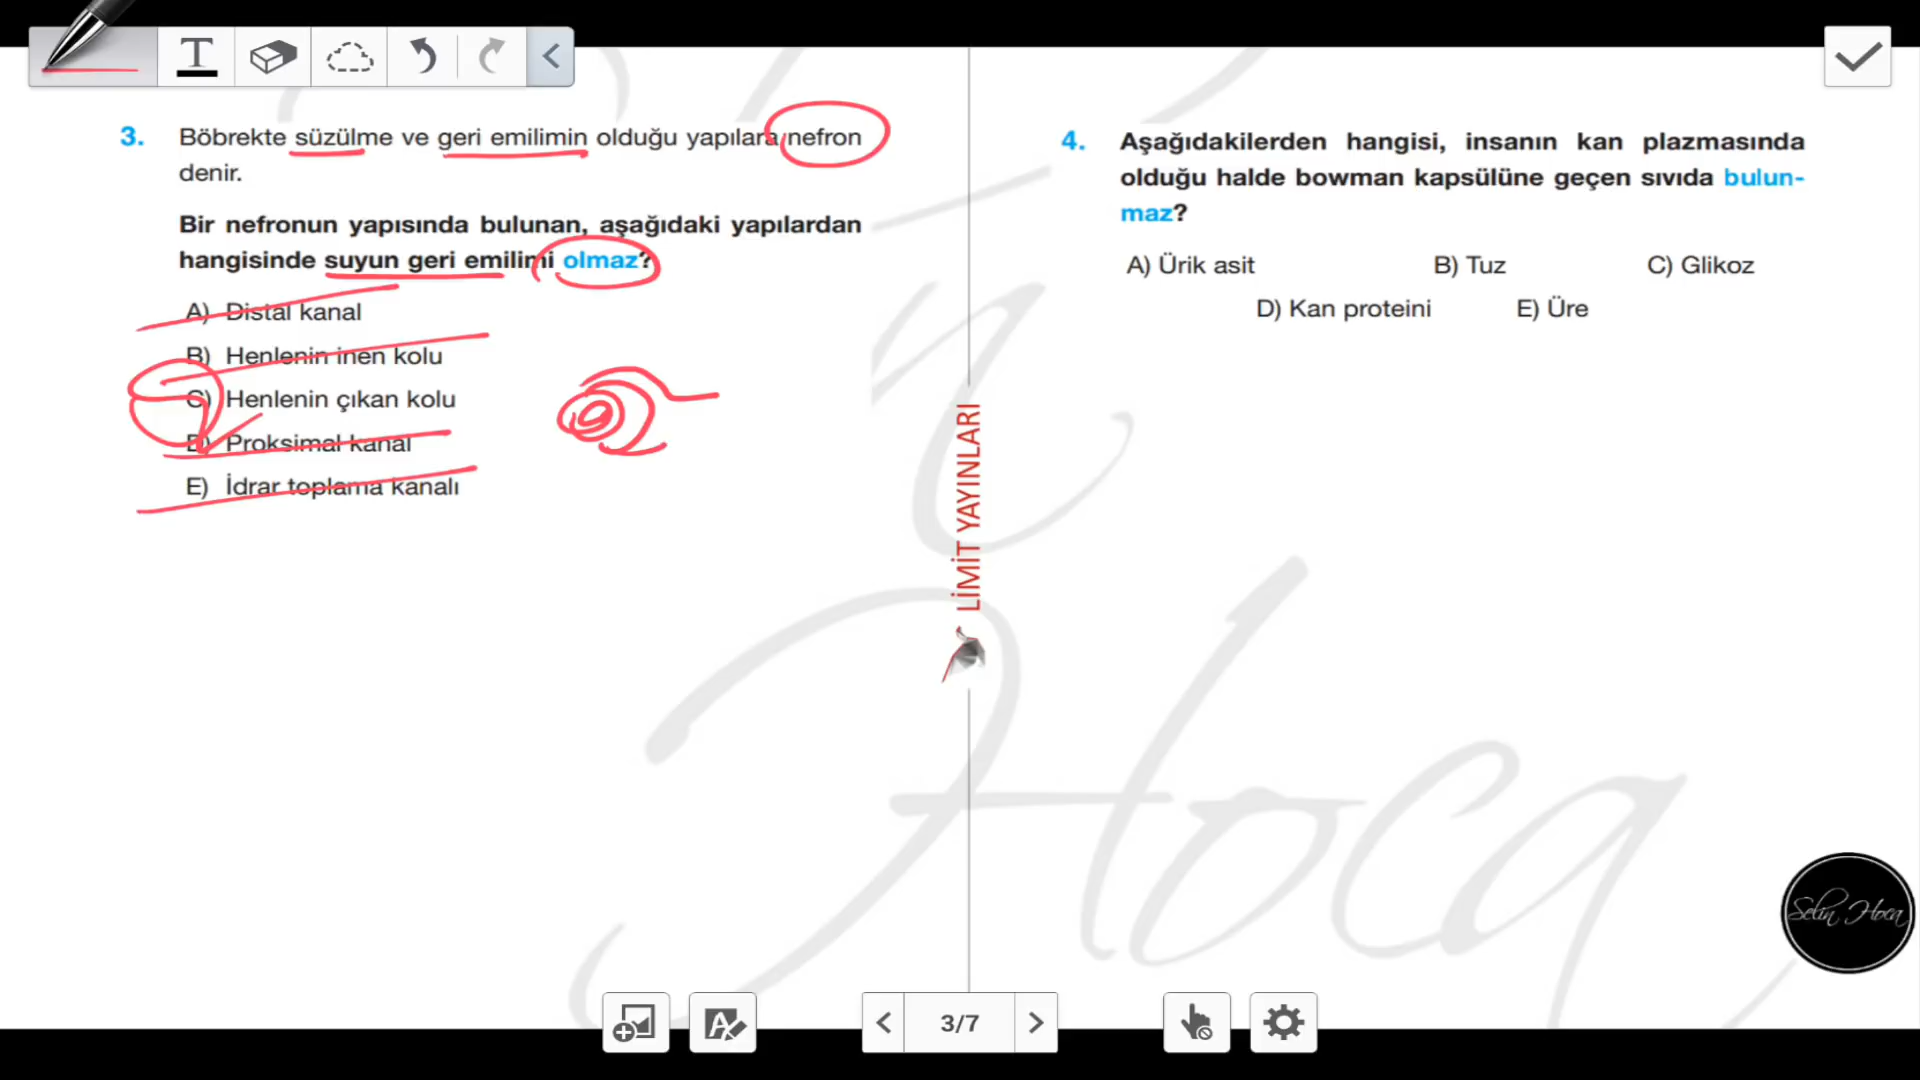 T
3. Böbrekte süzülme ve geri emilimin olduğu yapılara nefron
denir.
Bir nefronun yapısında bulunan, aşağıdaki yapılardan
hangisinde suyun geri emilimi olmaz?
A) Distal kanal
B) Henlenin inen kolu
C) Henlenin çıkan kolu
D) Proksimal kanal
E) İdrar toplama kanalı
LİMİT YAYINLARI
4. Aşağıdakilerden hangisi, insanın kan plazmasında
olduğu halde bowman kapsülüne geçen sıvıda bulun-
maz?
A) Ürik asit B) Tuz C) Glikoz
D) Kan proteini E) Üre
Hoca
Selin Hoca
A
3/7